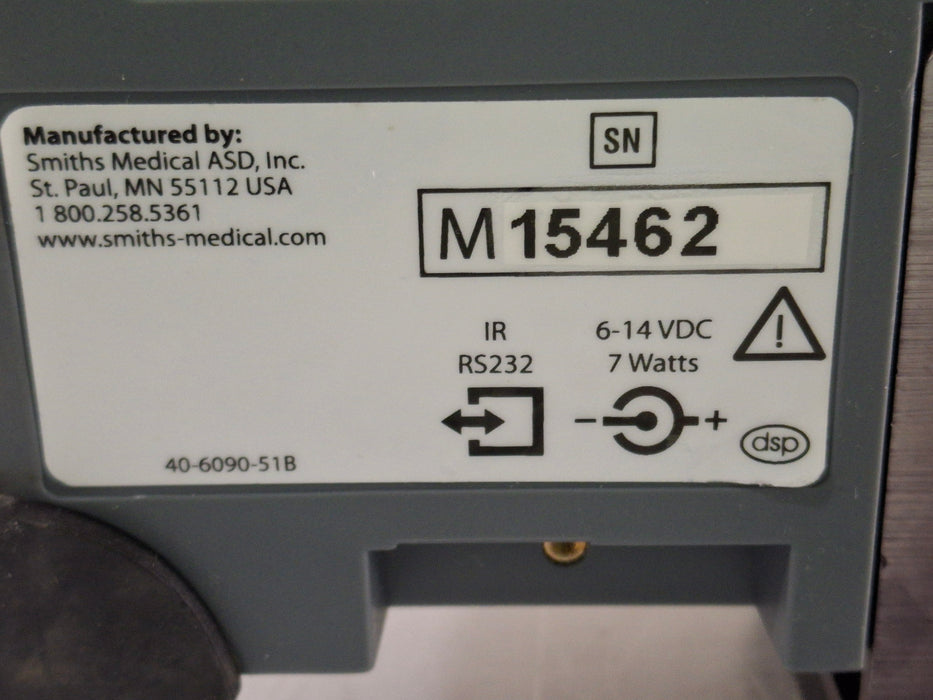 Manufactured by:
Smiths Medical ASD, Inc.
St. Paul, MN 55112 USA
1 800.258.5361
www.smiths-medical.com
SN
M 15462
IR
RS232
6-14 VDC
7 Watts
- +
dsp
40-6090-51B